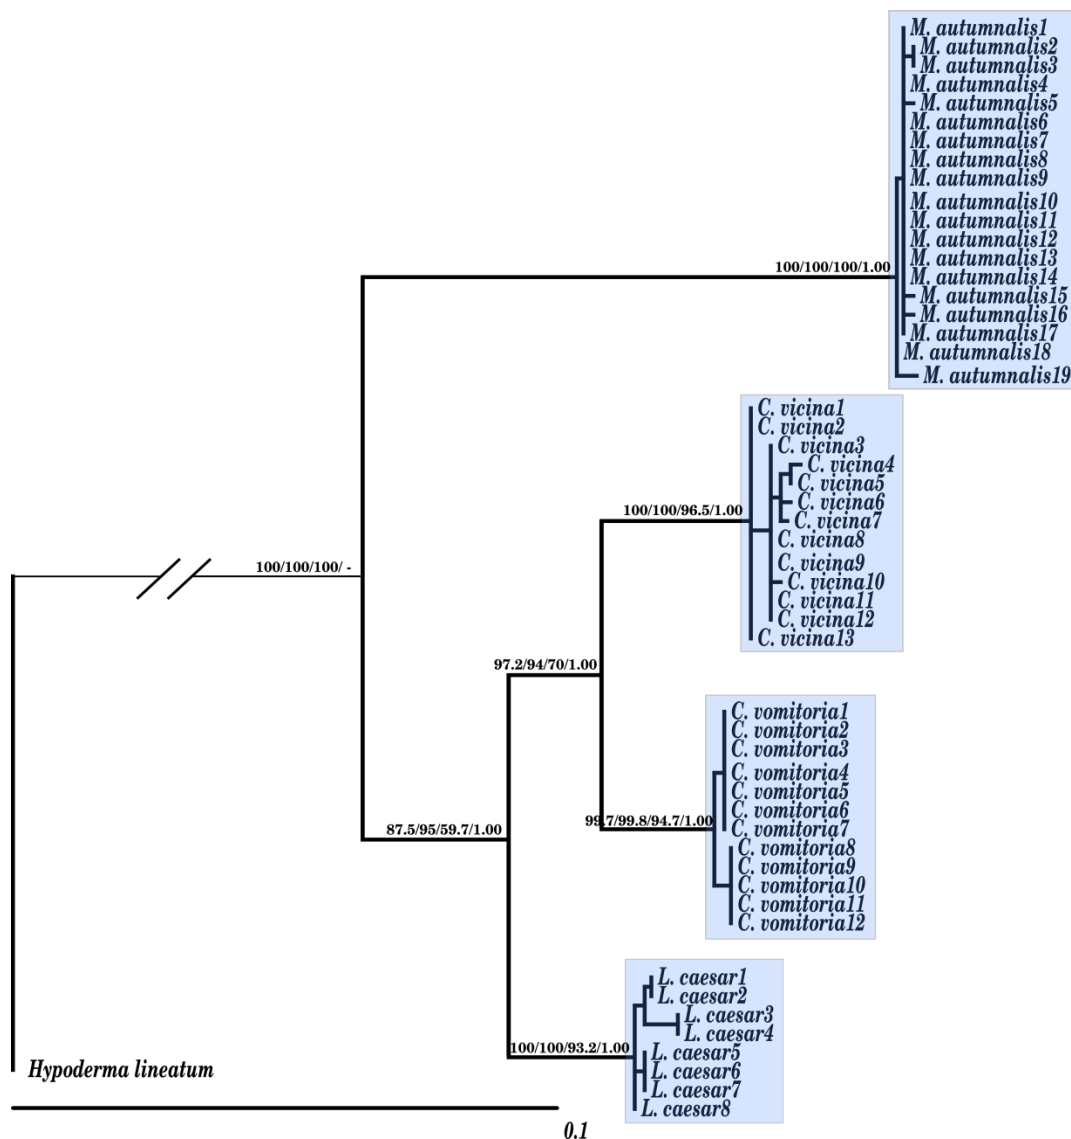 M. autumnalis1
M. autumnalis2
M. autumnalis3
M. autumnalis4
M. autumnalis5
M. autumnalis6
M. autumnalis7
M. autumnalis8
M. autumnalis9
M. autumnalis10
M. autumnalis11
M. autumnalis12
M. autumnalis13
100/100/100/1.00
M. autumnalis14
M. autumnalis15
M. autumnalis16
M. autumnalis17
M. autumnalis18
M. autumnalis19
C. vicina1
C. vicina2
C. vicina3
C. vicina4
C. vicina5
C. vicina6
100/100/96.5/1.00
C. vicina7
C. vicina8
C. vicina9
100/100/100/ -
C. vicina10
C. vicina11
C. vicina12
C. vicina13
97.2/94/70/1.00
C. vomitoria1
C. vomitoria2
C. vomitoria3
C. vomitoria4
C. vomitoria5
C. vomitoria6
99.7/99.8/94.7/1.00
C. vomitoria7
87.5/95/59.7/1.00
C. vomitoria8
C. vomitoria9
C. vomitoria10
C. vomitoria11
C. vomitoria12
L. caesar1
L. caesar2
L. caesar3
L. caesar4
100/100/93.2/1.00
L. caesar5
L. caesar6
Hypoderma lineatum
L. caesar7
L. caesar8
0.1